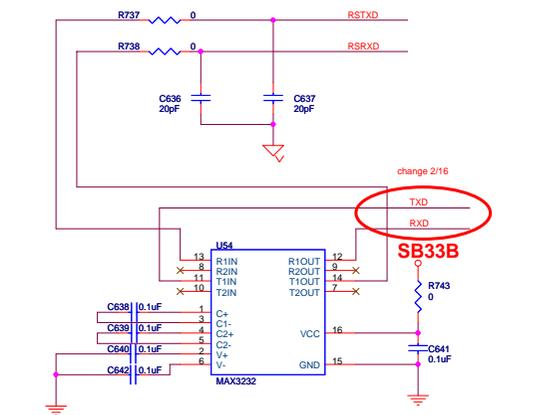 R737 0 RSTXD
R738 0 RSRXD
C636 C637
20pF 20pF
change 2/16
TXD
RXD
SB33B
U54
13 R1IN R1OUT 12
8 R2IN R2OUT 9
11 T1IN T1OUT 14
10 T2IN T2OUT 7
R743
0
C638 0.1uF 1 C+
3 C1-
C639 0.1uF 4 C2+ VCC 16
5 C2-
C640 0.1uF 2 V+
C641
0.1uF
C642 0.1uF 6 V- GND 15
MAX3232